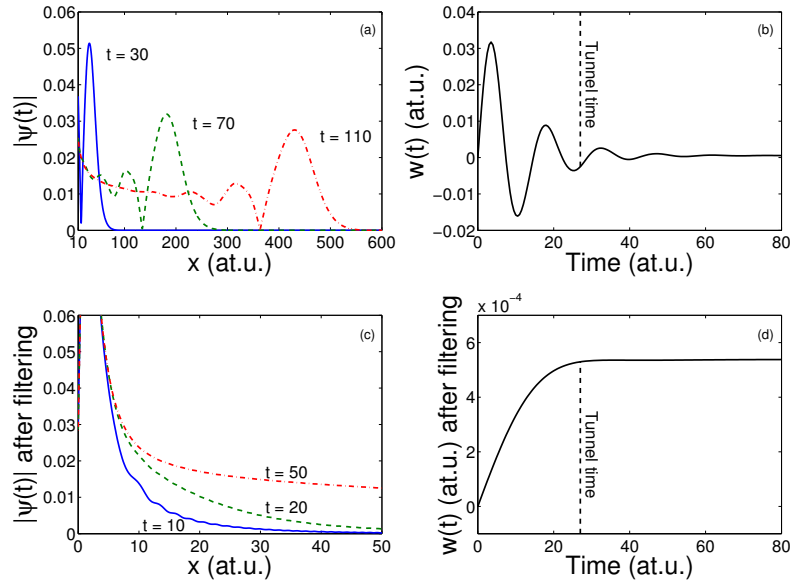 (a)
t = 30
t = 70
t = 110
|ψ(t)|
0.06
0.05
0.04
0.03
0.02
0.01
0
10 100 200 300 400 500 600
x (at.u.)
(b)
Tunnel time
w(t) (at.u.)
0.04
0.03
0.02
0.01
0
−0.01
−0.02
0 20 40 60 80
Time (at.u.)
(c)
t = 50
t = 20
t = 10
|ψ(t)| after filtering
0.06
0.05
0.04
0.03
0.02
0.01
0
0 10 20 30 40 50
x (at.u.)
x 10⁻⁴
(d)
Tunnel time
w(t) (at.u.) after filtering
6
4
2
0
0 20 40 60 80
Time (at.u.)